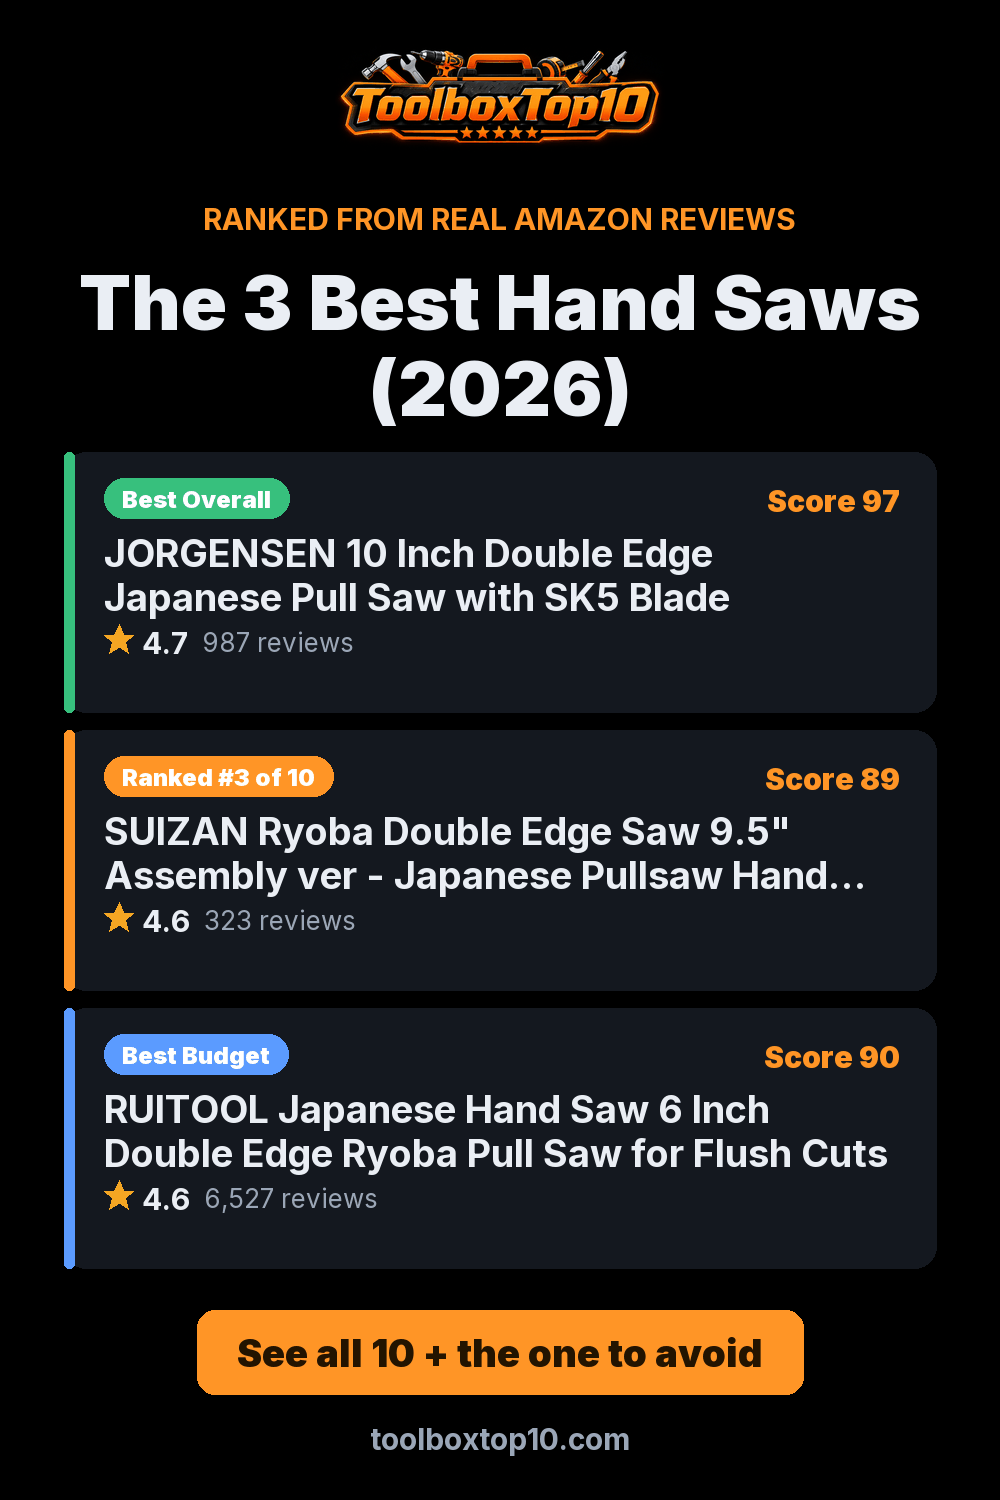 ToolboxTop10
RANKED FROM REAL AMAZON REVIEWS
The 3 Best Hand Saws
(2026)
Best Overall
Score 97
JORGENSEN 10 Inch Double Edge
Japanese Pull Saw with SK5 Blade
4.7 987 reviews
Ranked #3 of 10
Score 89
SUIZAN Ryoba Double Edge Saw 9.5"
Assembly ver - Japanese Pullsaw Hand...
4.6 323 reviews
Best Budget
Score 90
RUITOOL Japanese Hand Saw 6 Inch
Double Edge Ryoba Pull Saw for Flush Cuts
4.6 6,527 reviews
See all 10 + the one to avoid
toolboxtop10.com